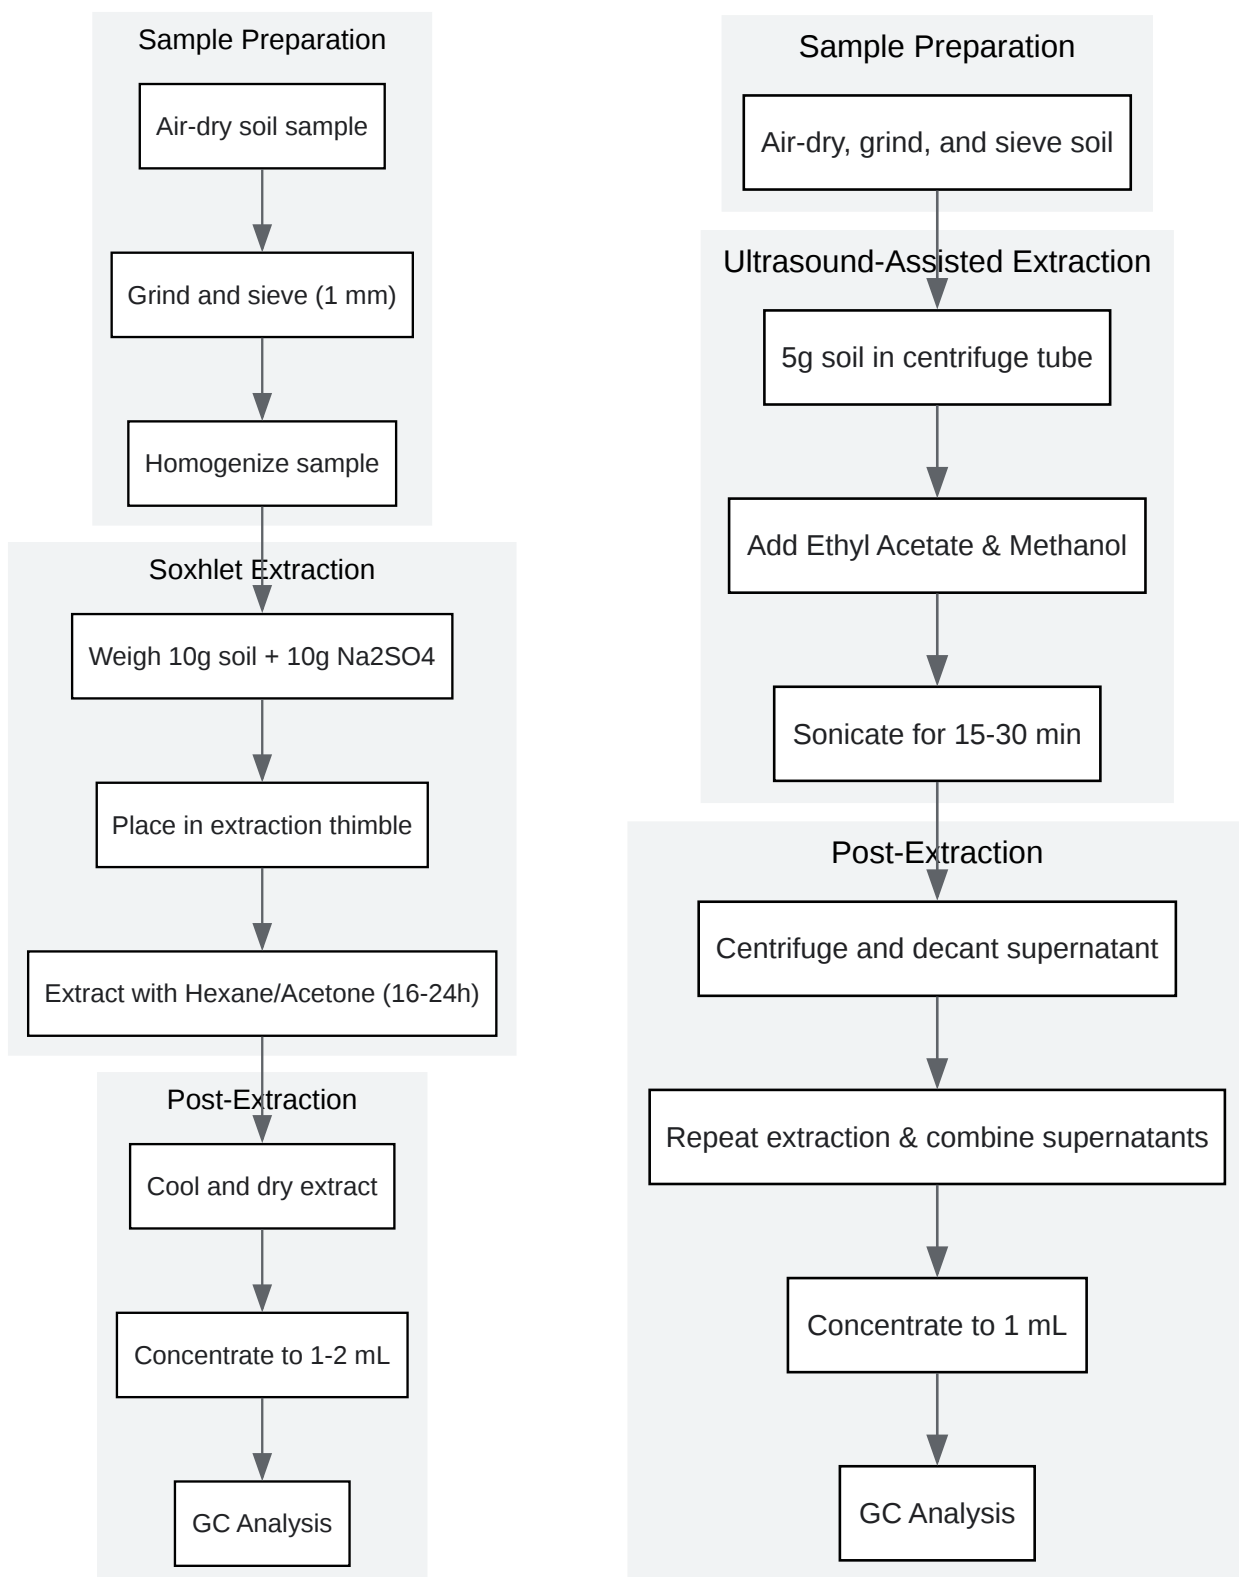 Sample Preparation
Air-dry soil sample
Grind and sieve (1 mm)
Homogenize sample
Soxhlet Extraction
Weigh 10g soil + 10g Na2SO4
Place in extraction thimble
Extract with Hexane/Acetone (16-24h)
Post-Extraction
Cool and dry extract
Concentrate to 1-2 mL
GC Analysis
Sample Preparation
Air-dry, grind, and sieve soil
Ultrasound-Assisted Extraction
5g soil in centrifuge tube
Add Ethyl Acetate & Methanol
Sonicate for 15-30 min
Post-Extraction
Centrifuge and decant supernatant
Repeat extraction & combine supernatants
Concentrate to 1 mL
GC Analysis